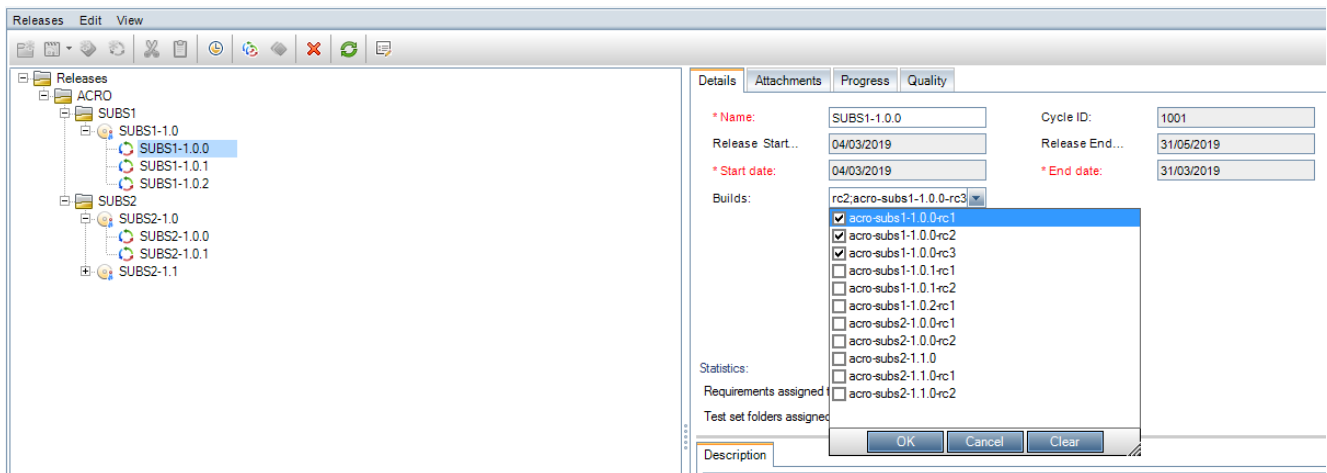 Releases Edit View
Releases
ACRO
SUBS1
SUBS1-1.0
SUBS1-1.0.0
SUBS1-1.0.1
SUBS1-1.0.2
SUBS2
SUBS2-1.0
SUBS2-1.0.0
SUBS2-1.0.1
SUBS2-1.1
Details Attachments Progress Quality
* Name: SUBS1-1.0.0 Cycle ID: 1001
Release Start... 04/03/2019 Release End... 31/05/2019
* Start date: 04/03/2019 * End date: 31/03/2019
Builds: rc2;acro-subs1-1.0.0-rc3
acro-subs1-1.0.0-rc1
acro-subs1-1.0.0-rc2
acro-subs1-1.0.0-rc3
acro-subs1-1.0.1-rc1
acro-subs1-1.0.1-rc2
acro-subs1-1.0.2-rc1
acro-subs2-1.0.0-rc1
acro-subs2-1.0.0-rc2
acro-subs2-1.1.0
acro-subs2-1.1.0-rc1
acro-subs2-1.1.0-rc2
Statistics:
Requirements assigned
Test set folders assigned
OK Cancel Clear
Description